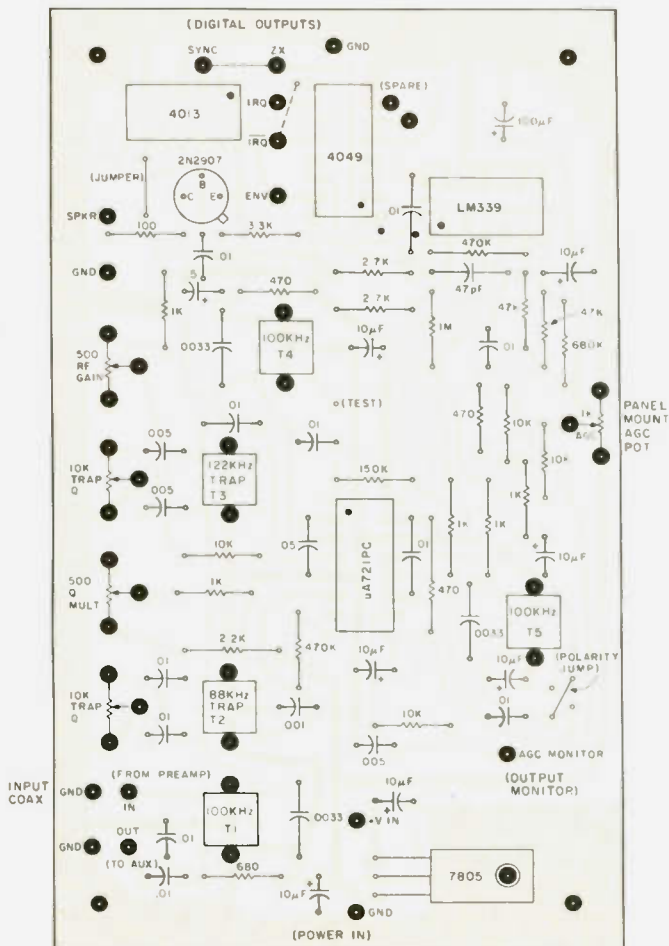 (DIGITAL OUTPUTS)
SYNC
2X
GND
IRQ
(SPARE)
4013
100µF
IRQ
4049
2N2907
(JUMPER)
B
C E
ENV
.01
LM339
SPKR
100
3.3K
470K
.01
2.7K
10µF
GND
.5
470
47pF
47K
47K
1K
2.7K
.0033
100KHz
T4
10µF
1M
.01
680K
500
RF
GAIN
(TEST)
1K
AGC
PANEL
MOUNT
AGC
POT
.01
.01
470
10K
.005
10K
10K
TRAP
Q
122KHz
TRAP
T3
150K
.005
1K
10K
.05
uA721PC
.01
1K
1K
10µF
500
Q
MULT
1K
470
100KHz
T5
.0033
2.2K
470K
.01
10µF
10µF
(POLARITY
JUMP)
10K
TRAP
Q
88KHz
TRAP
T2
.001
.01
10K
.01
.005
AGC MONITOR
INPUT
COAX
(FROM PREAMP)
10µF
(OUTPUT
MONITOR)
GND
IN
100KHz
T1
.0033
+V IN
OUT
.01
GND
(TO AUX)
680
7805
.01
10µF
GND
(POWER IN)